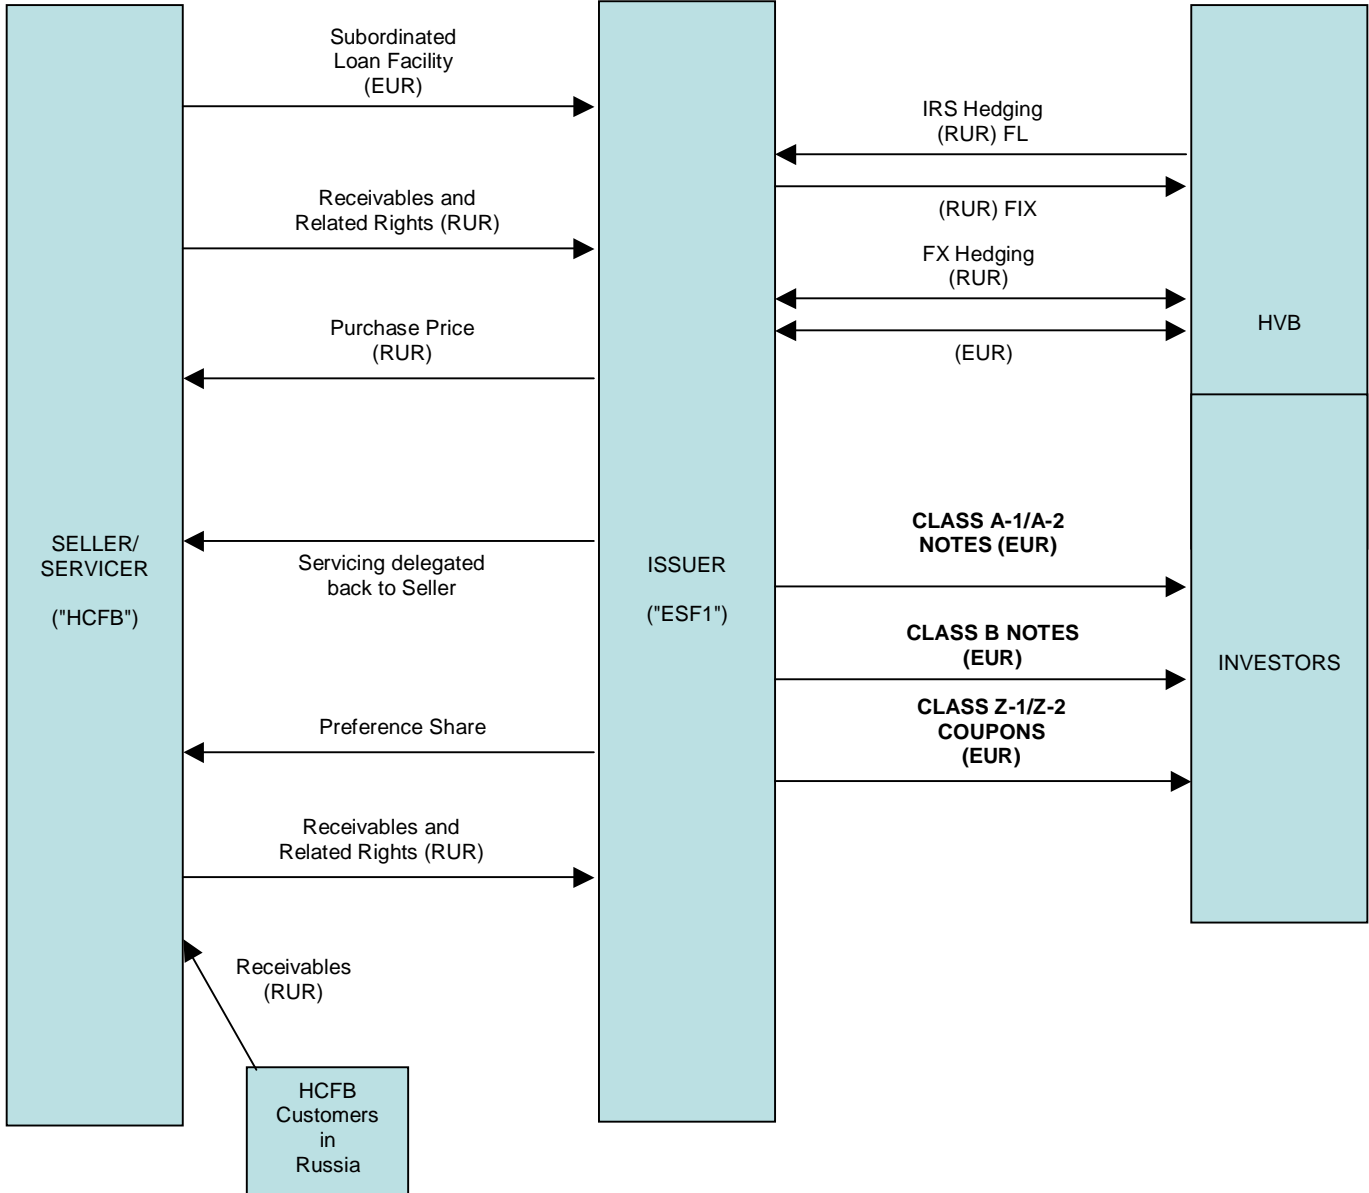 Subordinated
Loan Facility
(EUR)
Receivables and
Related Rights (RUR)
Purchase Price
(RUR)
SELLER/
SERVICER
("HCFB")
Servicing delegated
back to Seller
Preference Share
Receivables and
Related Rights (RUR)
Receivables
(RUR)
HCFB
Customers
in
Russia
ISSUER
("ESF1")
IRS Hedging
(RUR) FL
(RUR) FIX
FX Hedging
(RUR)
(EUR)
HVB
CLASS A-1/A-2
NOTES (EUR)
CLASS B NOTES
(EUR)
CLASS Z-1/Z-2
COUPONS
(EUR)
INVESTORS